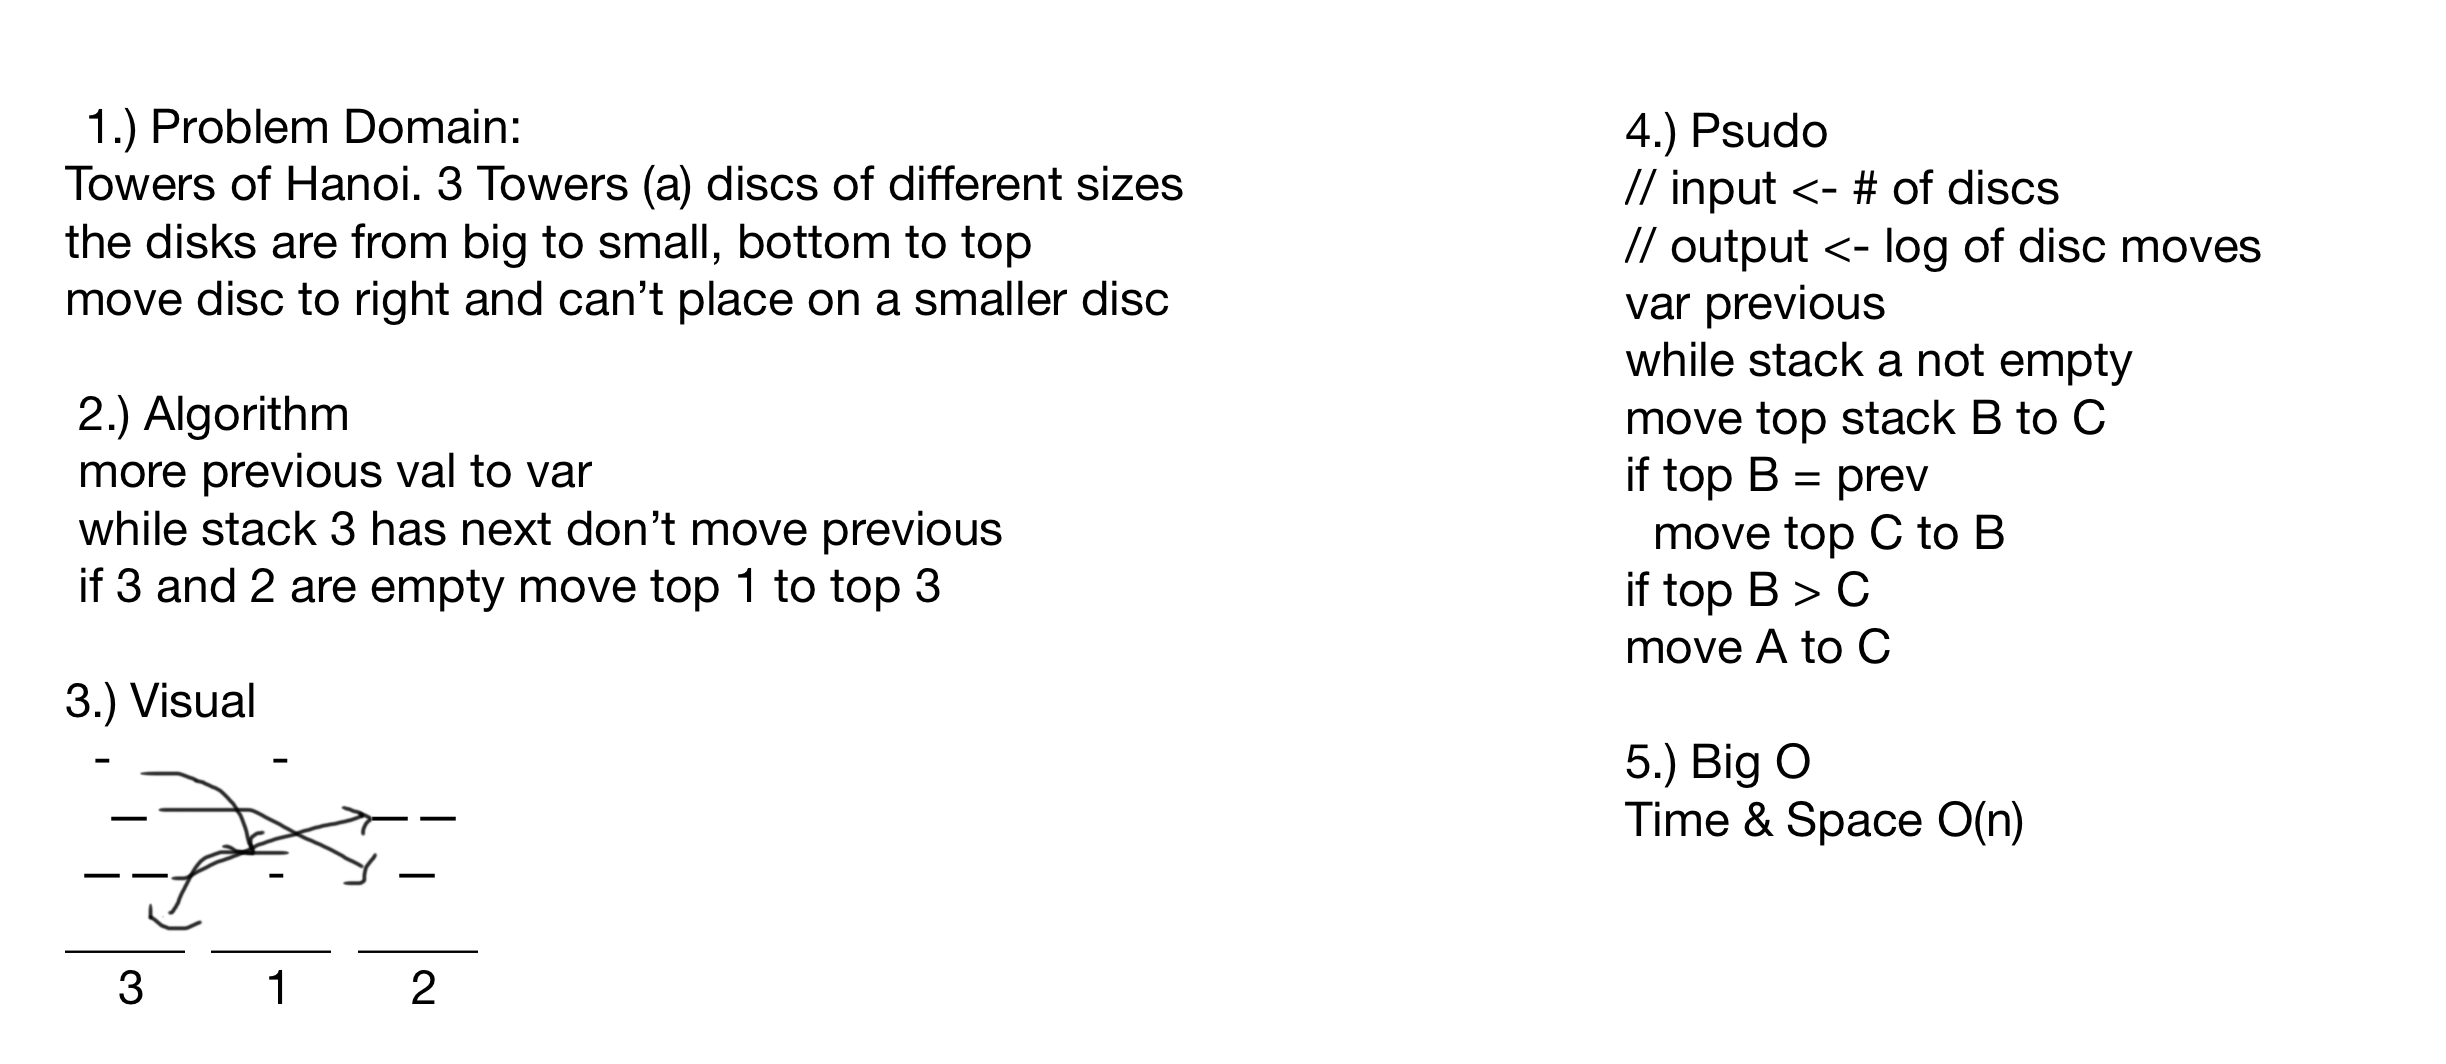 1.) Problem Domain:
Towers of Hanoi. 3 Towers (a) discs of different sizes
the disks are from big to small, bottom to top
move disc to right and can’t place on a smaller disc
2.) Algorithm
more previous val to var
while stack 3 has next don’t move previous
if 3 and 2 are empty move top 1 to top 3
3.) Visual
3 1 2
4.) Psudo
// input <- # of discs
// output <- log of disc moves
var previous
while stack a not empty
move top stack B to C
if top B = prev
move top C to B
if top B > C
move A to C
5.) Big O
Time & Space O(n)